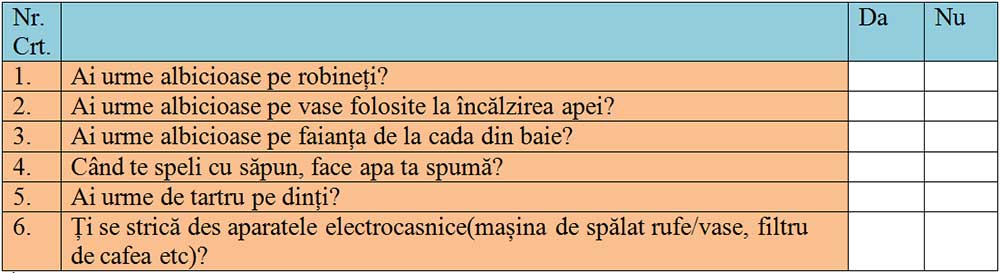 Nr. Da Nu
Crt.
1. Ai urme albicioase pe robineți?
2. Ai urme albicioase pe vase folosite la încălzirea apei?
3. Ai urme albicioase pe faianța de la cada din baie?
4. Când te speli cu săpun, face apa ta spumă?
5. Ai urme de tartru pe dinți?
6. Ți se strică des aparatele electrocasnice(mașina de spălat rufe/vase, filtru
de cafea etc)?